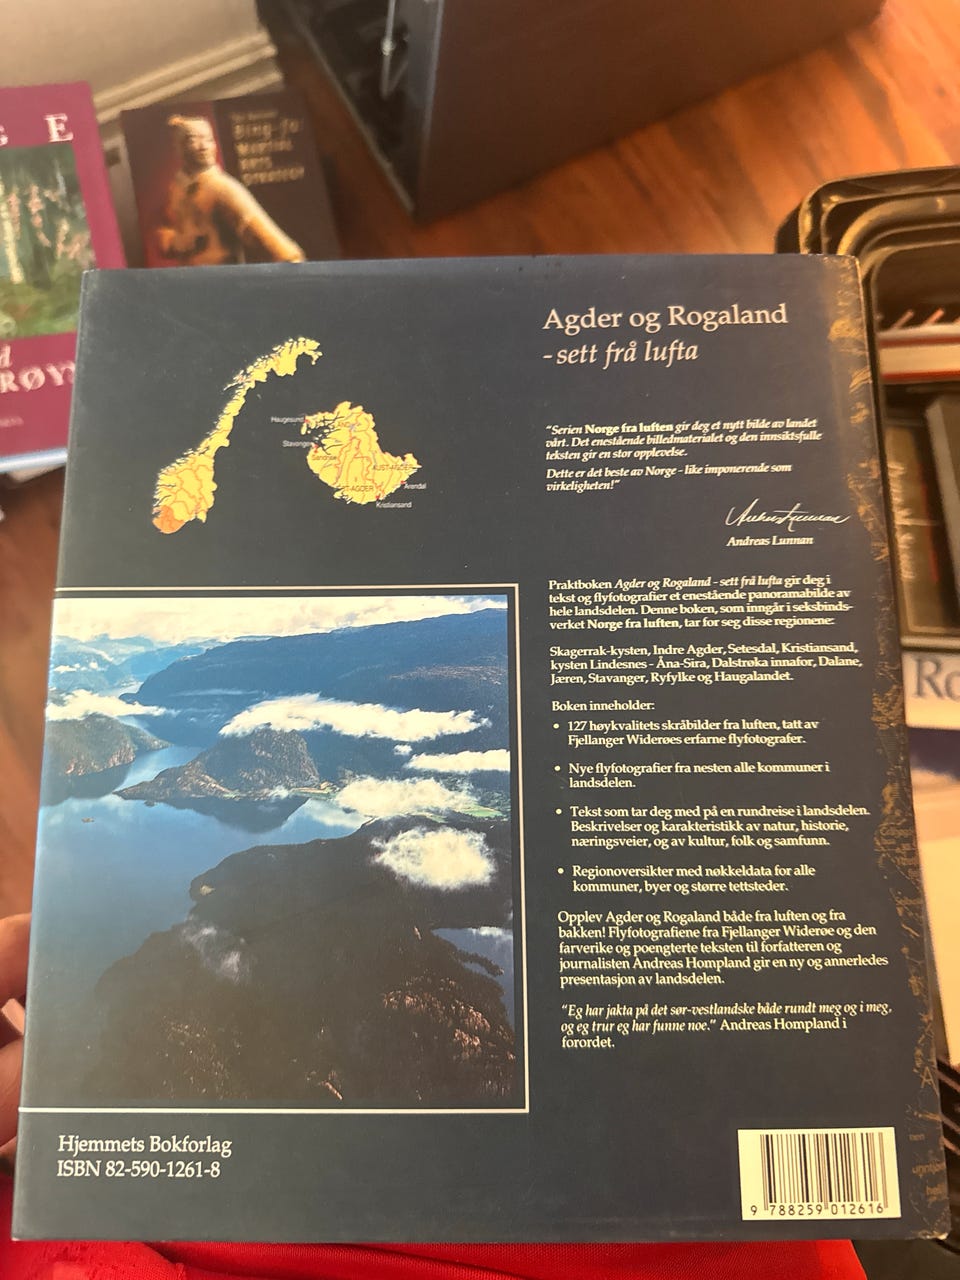 G E
RØY
Sun-Tzu:
Agder og Rogaland
- sett frå lufta
Haugesund
Stavanger
Sandnes
AUST-AGDER
Arendal
Kristiansand
"Serien Norge fra luften gir deg et nytt bilde av landet
vårt. Det enestående billedmaterialet og den innsiktsfulle
teksten gir en stor opplevelse.
Dette er det beste av Norge - like imponerende som
virkeligheten!"
Andreas Lunnan
Praktboken Agder og Rogaland - sett frå lufta gir deg i
tekst og flyfotografier et enestående panoramabilde av
hele landsdelen. Denne boken, som inngår i seksbinds-
verket Norge fra luften, tar for seg disse regionene:
Skagerrak-kysten, Indre Agder, Setesdal, Kristiansand,
kysten Lindesnes - Åna-Sira, Dalstrøka innafor, Dalane,
Jæren, Stavanger, Ryfylke og Haugalandet.
Boken inneholder:
• 127 høykvalitets skråbilder fra luften, tatt av
Fjellanger Widerøes erfarne flyfotografer.
• Nye flyfotografier fra nesten alle kommuner i
landsdelen.
• Tekst som tar deg med på en rundreise i landsdelen.
Beskrivelser og karakteristikk av natur, historie,
næringsveier, og av kultur, folk og samfunn.
• Regionoversikter med nøkkeldata for alle
kommuner, byer og større tettsteder.
Opplev Agder og Rogaland både fra luften og fra
bakken! Flyfotografiene fra Fjellanger Widerøe og den
farverike og poengterte teksten til forfatteren og
journalisten Andreas Hompland gir en ny og annerledes
presentasjon av landsdelen.
"Eg har jakta på det sør-vestlandske både rundt meg og i meg,
og eg trur eg har funne noe." Andreas Hompland i
forordet.
Hjemmets Bokforlag
ISBN 82-590-1261-8
9 788259 012616
Ro